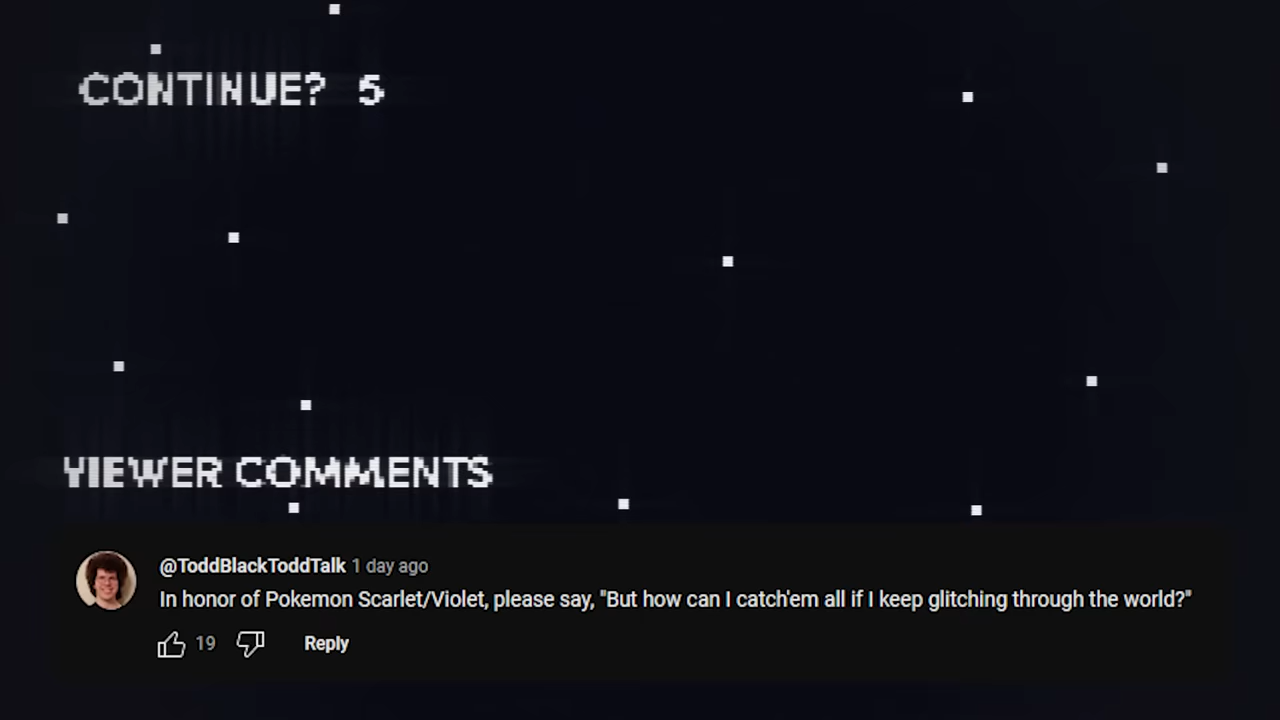 CONTINUE? 5
VIEWER COMMENTS
@ToddBlackToddTalk 1 day ago
In honor of Pokemon Scarlet/Violet, please say, "But how can I catch'em all if I keep glitching through the world?"
19 Reply